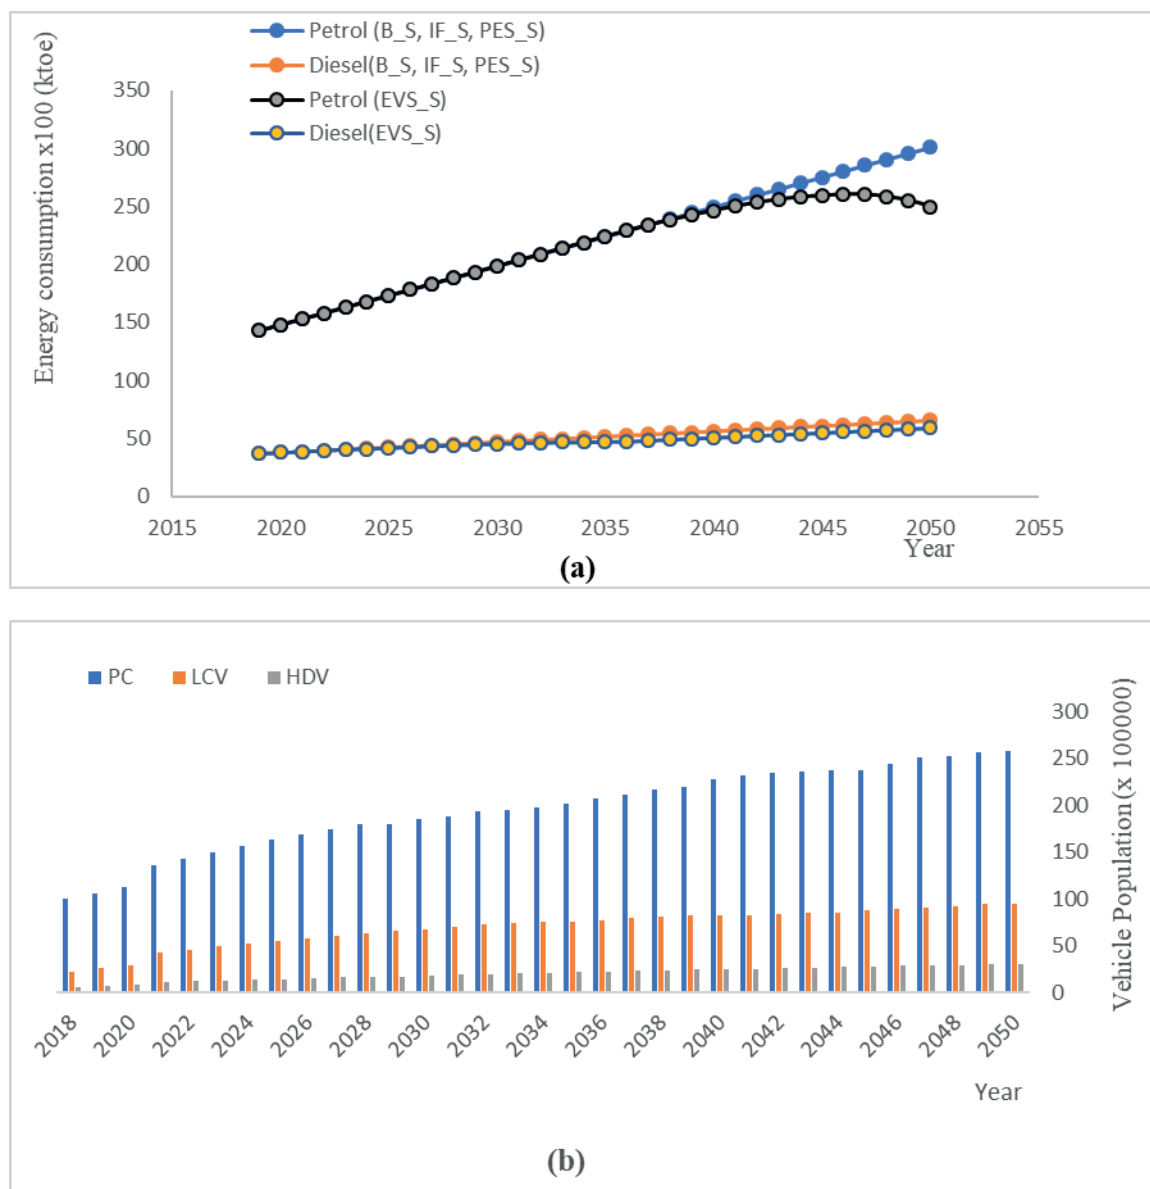 Petrol (B_S, IF_S, PES_S)
Diesel(B_S, IF_S, PES_S)
Petrol (EVS_S)
Diesel(EVS_S)
Energy consumption x100 (ktoe)
350
300
250
200
150
100
50
0
2015 2020 2025 2030 2035 2040 2045 2050 2055
Year
(a)
PC LCV HDV
Vehicle Population (x 100000)
300
250
200
150
100
50
0
2018 2020 2022 2024 2026 2028 2030 2032 2034 2036 2038 2040 2042 2044 2046 2048 2050
Year
(b)